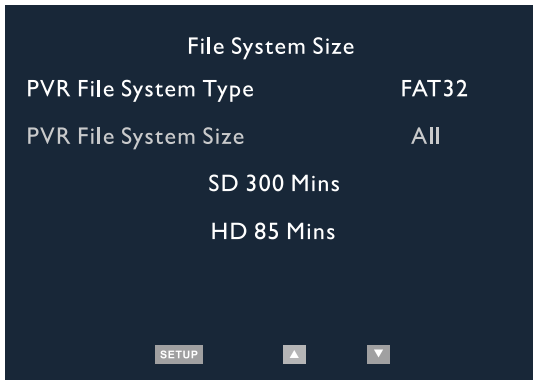 File System Size
PVR File System Type FAT32
PVR File System Size All
SD 300 Mins
HD 85 Mins
SETUP ▲ ▼